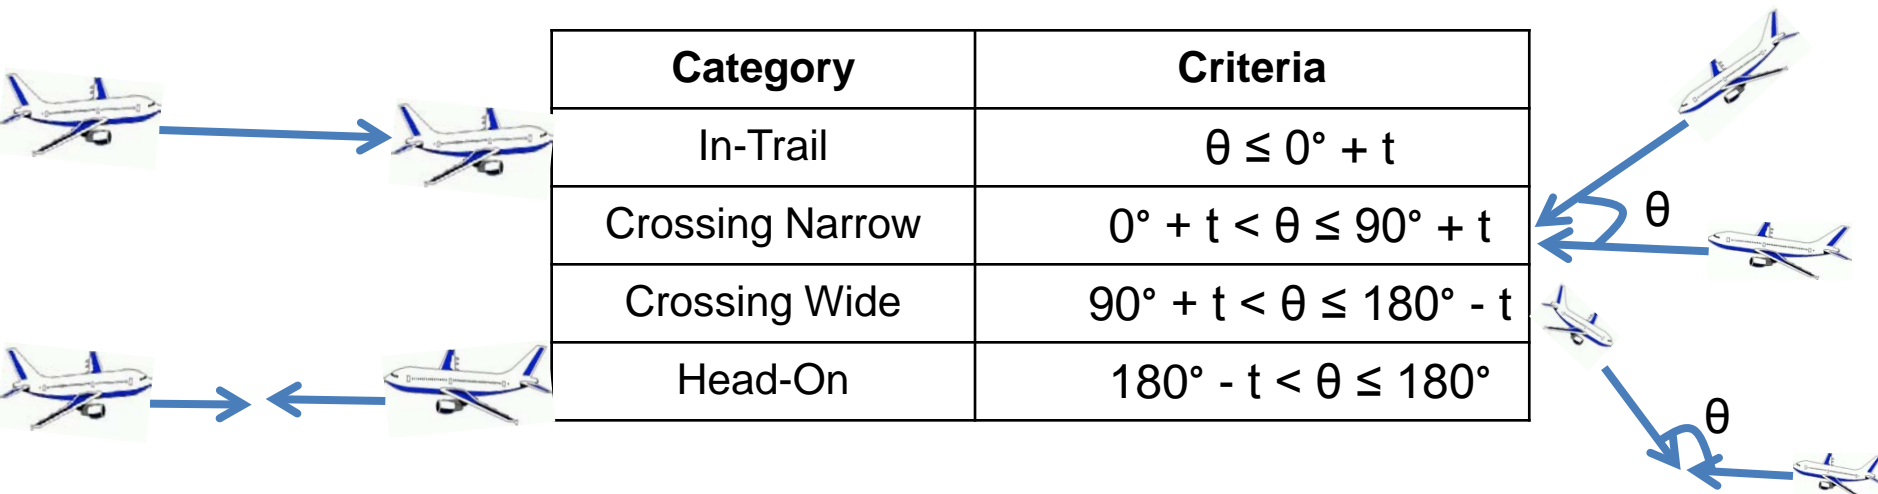 Category Criteria
In-Trail θ ≤ 0° + t
Crossing Narrow 0° + t < θ ≤ 90° + t
Crossing Wide 90° + t < θ ≤ 180° - t
Head-On 180° - t < θ ≤ 180°
θ
θ